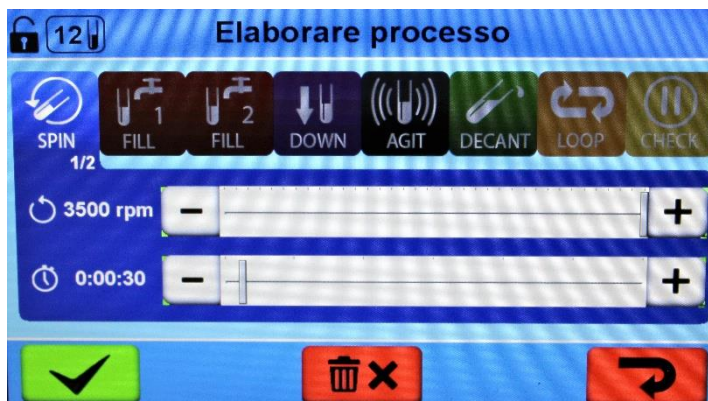 12 Elaborare processo
SPIN
1/2
1
FILL
2
FILL
DOWN
AGIT
DECANT
LOOP
CHECK
3500 rpm - +
0:00:30 - +